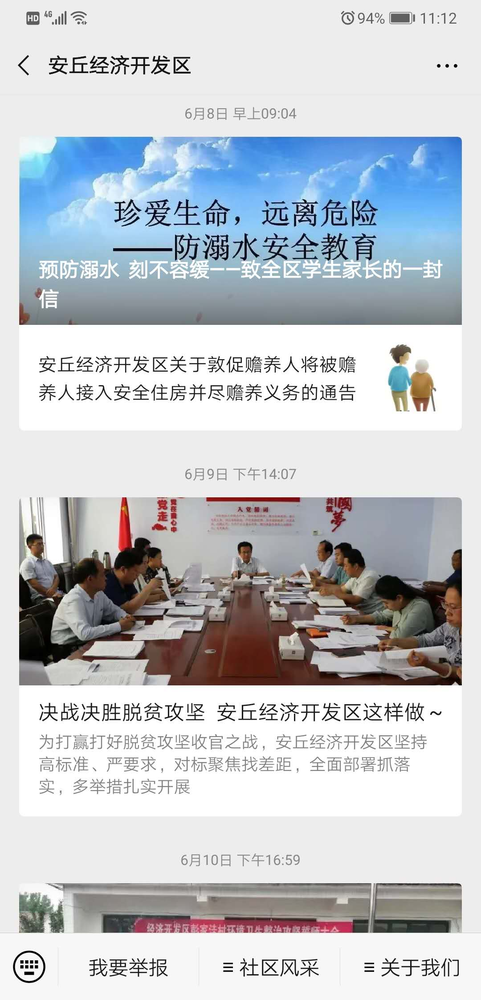 HD 4G 94% 11:12
安丘经济开发区
6月8日 早上09:04
珍爱生命，远离危险
——防溺水安全教育
预防溺水 刻不容缓——致全区学生家长的一封
信
安丘经济开发区关于敦促赡养人将被赡
养人接入安全住房并尽赡养义务的通告
6月9日 下午14:07
党走
党在我心中
入党誓词
共筑
国梦
决战决胜脱贫攻坚 安丘经济开发区这样做~
为打赢打好脱贫攻坚收官之战，安丘经济开发区坚持
高标准、严要求，对标聚焦找差距，全面部署抓落
实，多举措扎实开展
6月10日 下午16:59
经济开发区彭家洼村环境卫生整治攻坚誓师大会
我要举报
社区风采
关于我们